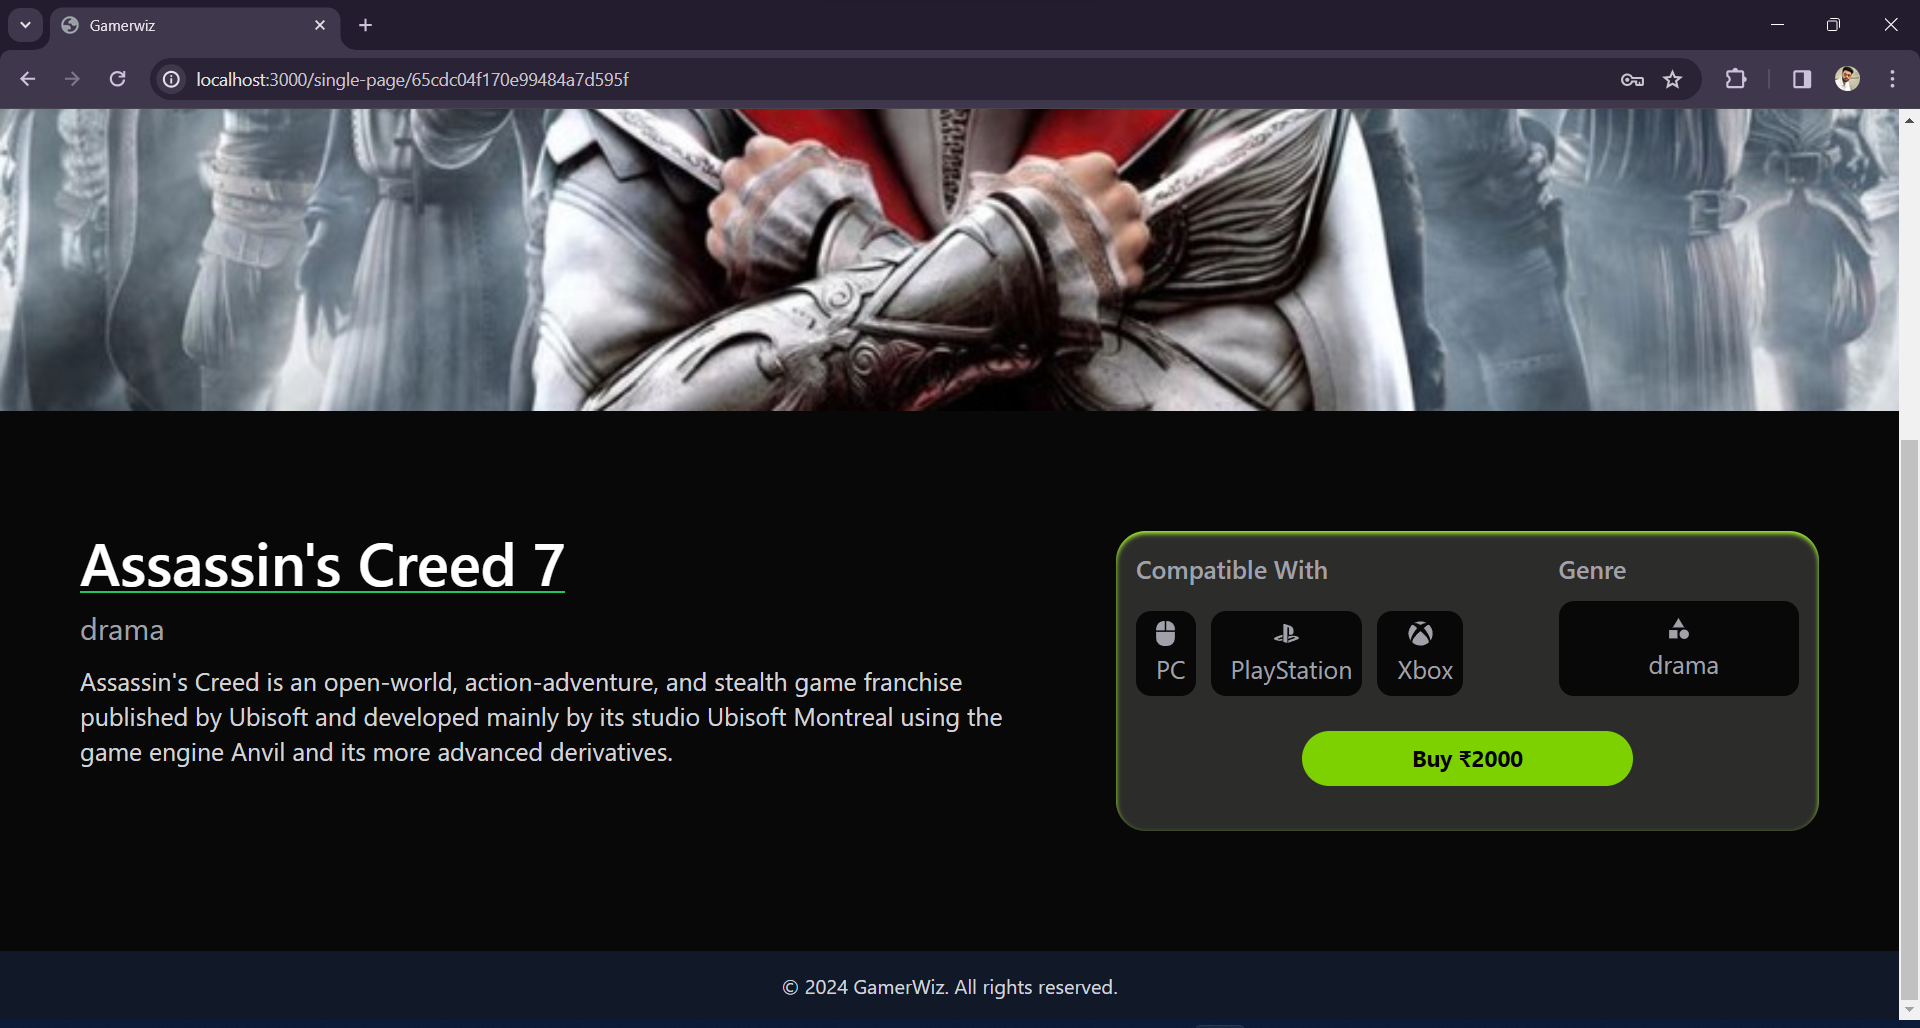 Gamerwiz
localhost:3000/single-page/65cdc04f170e99484a7d595f
Assassin's Creed 7
drama
Assassin's Creed is an open-world, action-adventure, and stealth game franchise
published by Ubisoft and developed mainly by its studio Ubisoft Montreal using the
game engine Anvil and its more advanced derivatives.
Compatible With
PC
PlayStation
Xbox
Genre
drama
Buy ₹2000
© 2024 GamerWiz. All rights reserved.